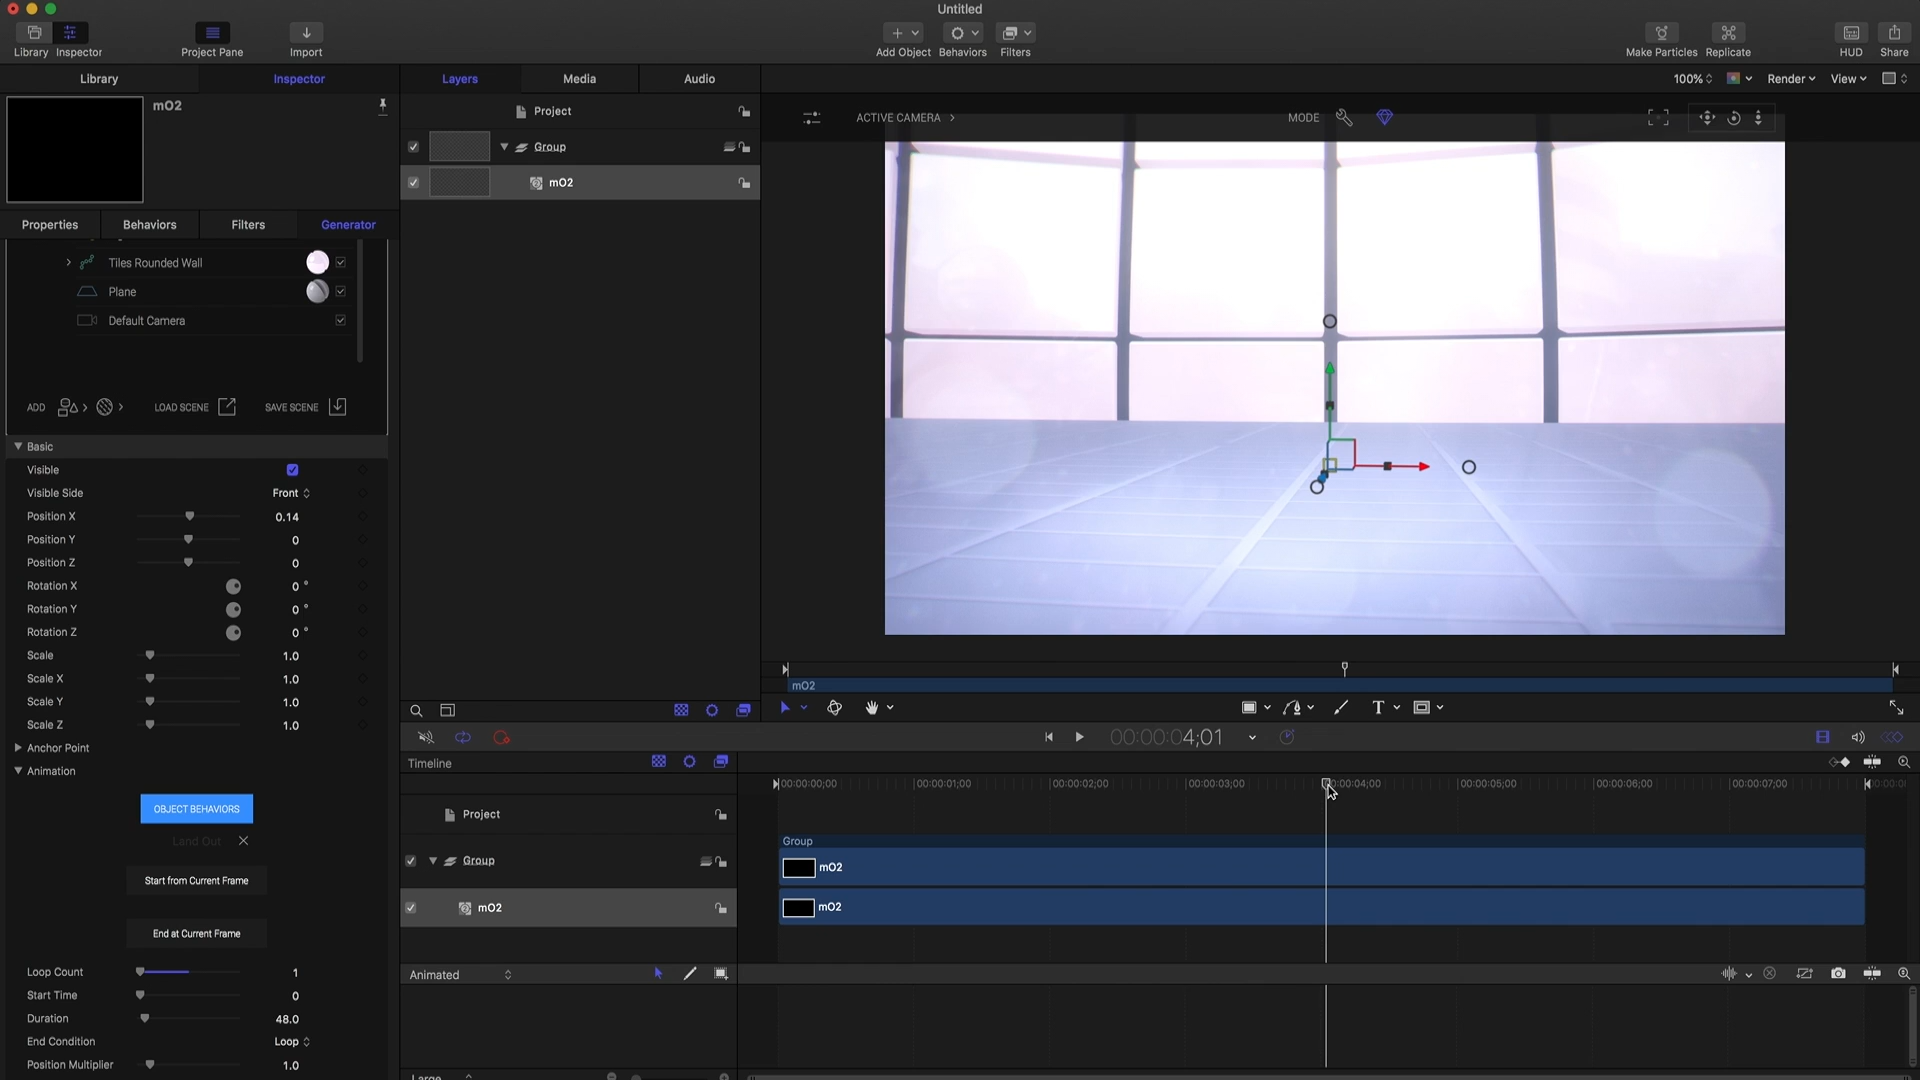 Untitled
Library
Inspector
Project Pane
Import
Add Object
Behaviors
Filters
Make Particles
Replicate
HUD
Share
Library
Inspector
Layers
Media
Audio
100%
Render
View
mO2
Project
ACTIVE CAMERA
MODE
Group
mO2
Properties
Behaviors
Filters
Generator
Tiles Rounded Wall
Plane
Default Camera
ADD
LOAD SCENE
SAVE SCENE
Basic
Visible
Visible Side Front
Position X 0.14
Position Y 0
Position Z 0
Rotation X 0 °
Rotation Y 0 °
Rotation Z 0 °
Scale 1.0
Scale X 1.0
Scale Y 1.0
Scale Z 1.0
Anchor Point
Animation
OBJECT BEHAVIORS
Land Out
Start from Current Frame
End at Current Frame
Loop Count 1
Start Time 0
Duration 48.0
End Condition Loop
Position Multiplier 1.0
mO2
T
00:00:04;01
Timeline
00:00:00;00
00:00:01;00
00:00:02;00
00:00:03;00
00:00:04;00
00:00:05;00
00:00:06;00
00:00:07;00
Project
Group
Group
mO2
mO2
mO2
Animated
Large